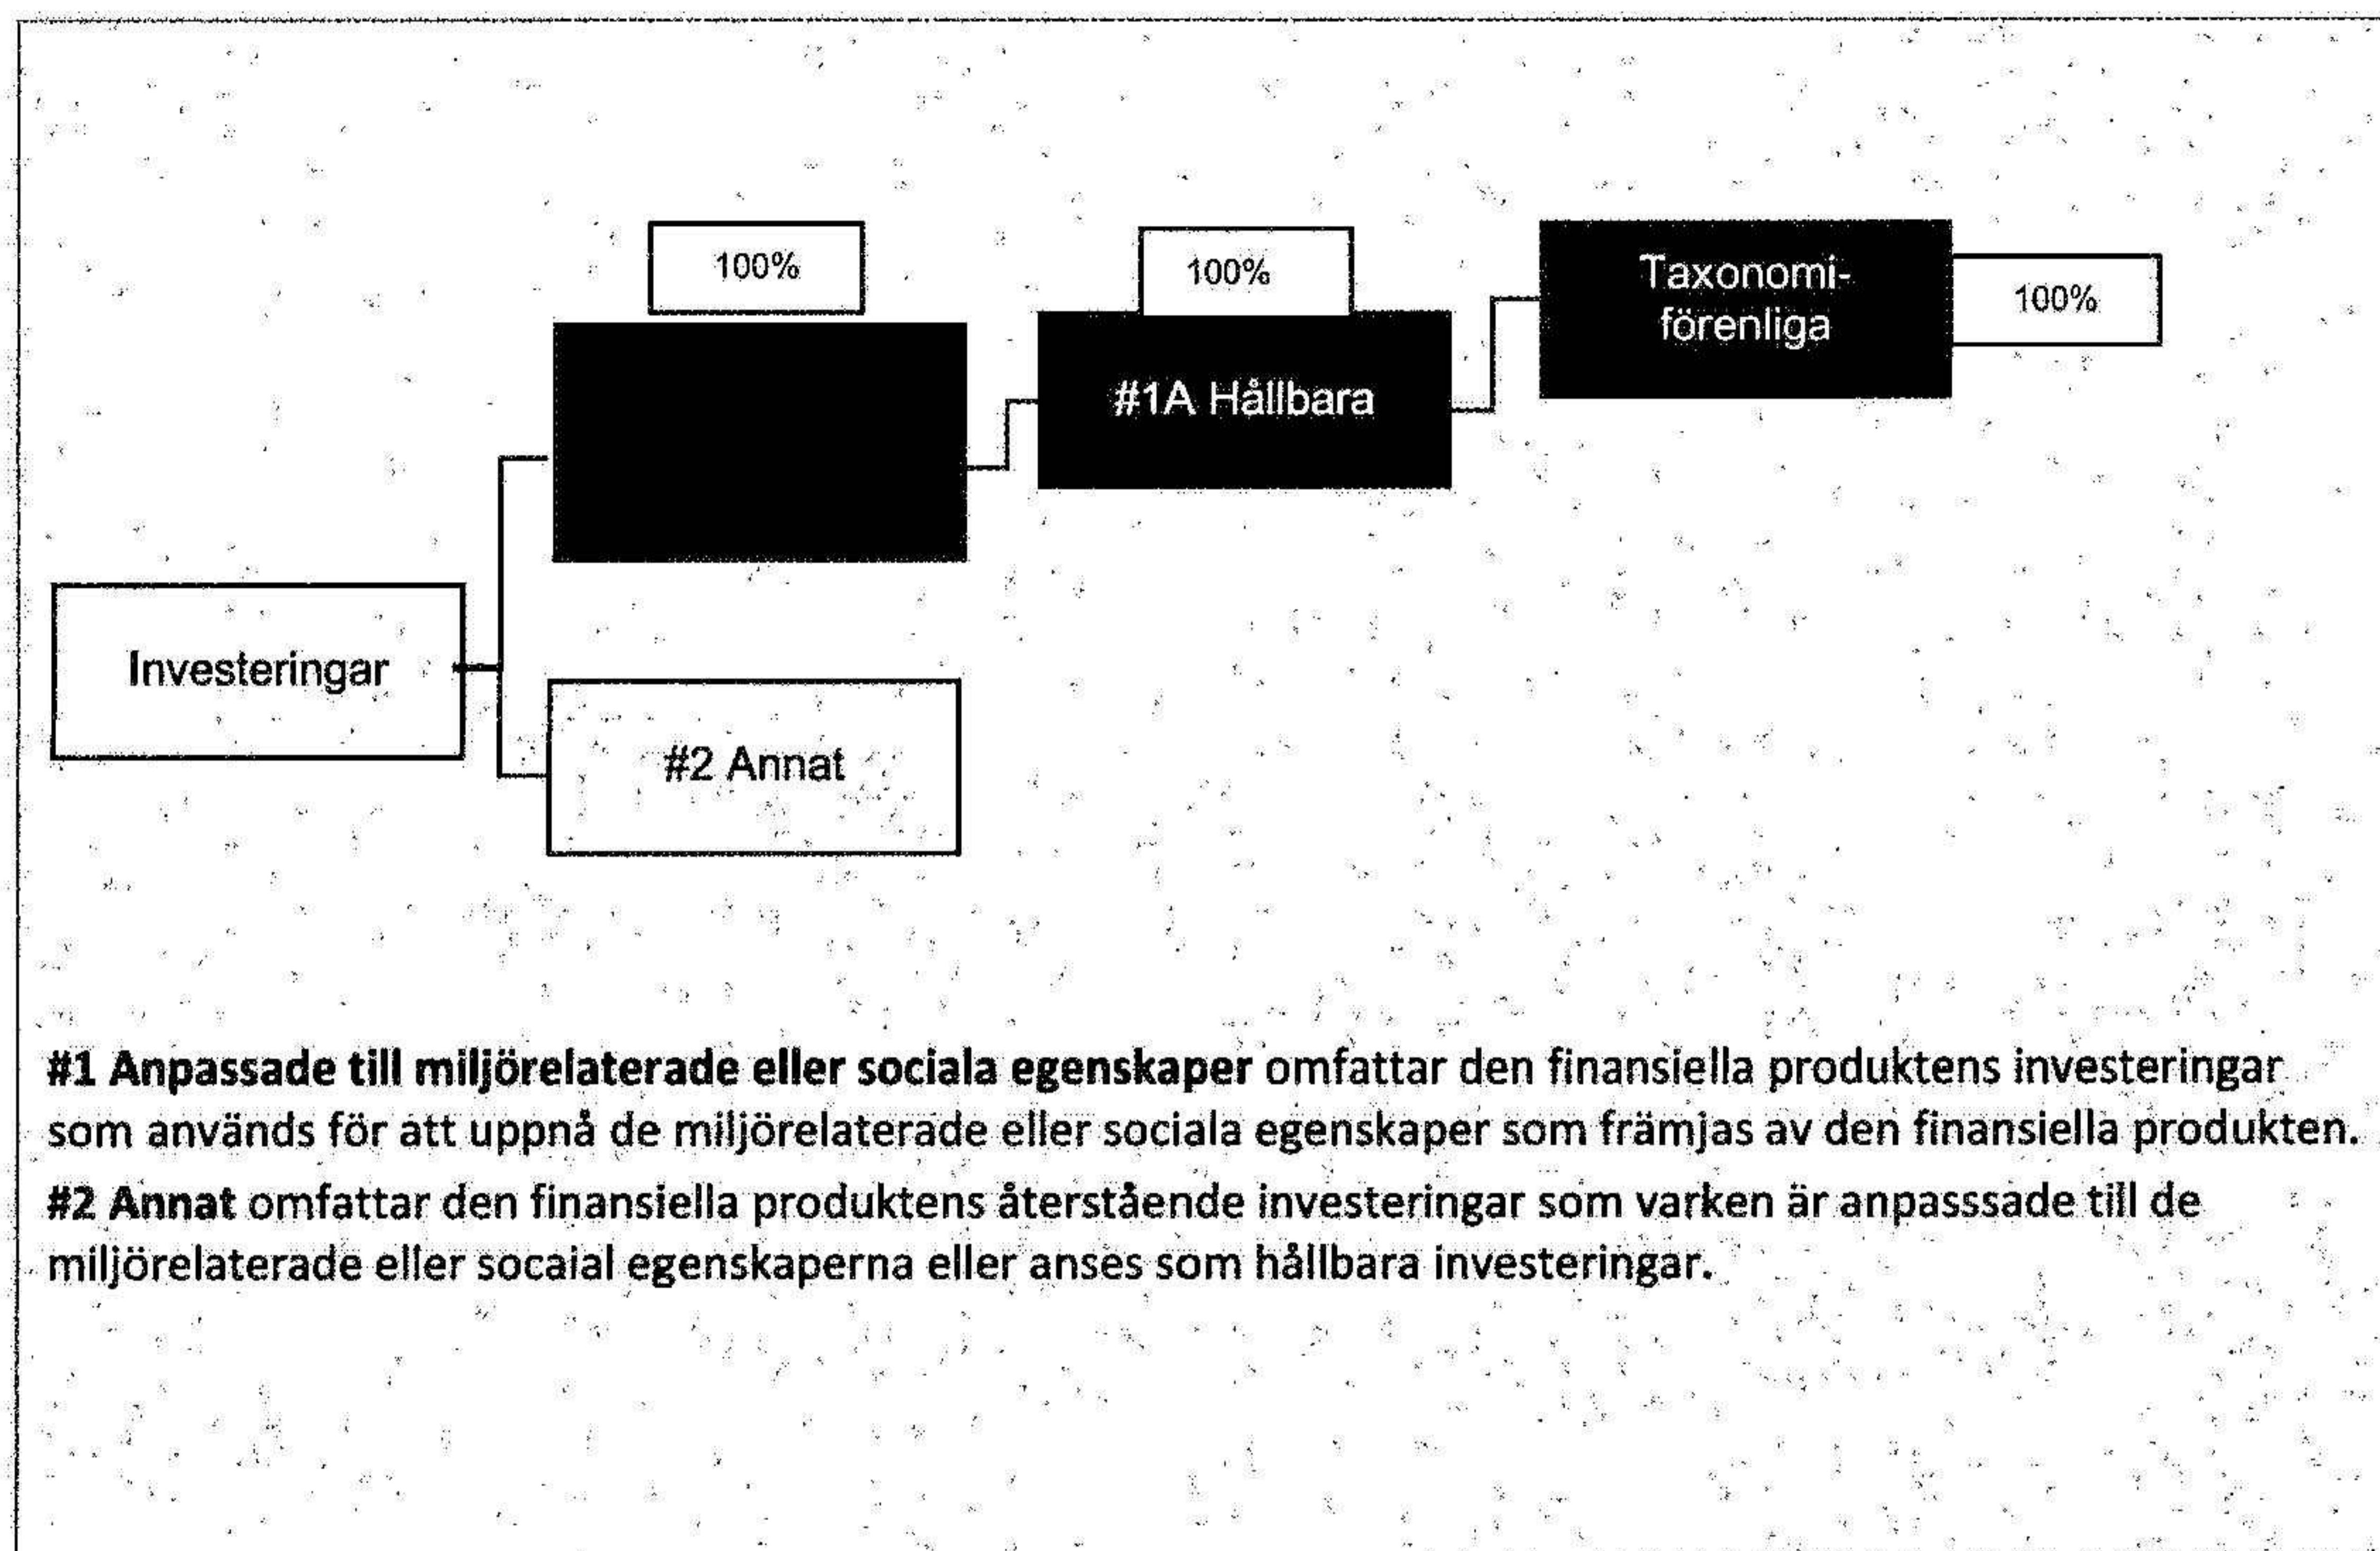 100%
100%
Taxonomi-
förenliga
100%
#1A Hållbara
Investeringar
#2 Annat
#1 Anpassade till miljörelaterade eller sociala egenskaper omfattar den finansiella produktens investeringar
som används för att uppnå de miljörelaterade eller sociala egenskaper som främjas av den finansiella produkten.
#2 Annat omfattar den finansiella produktens återstående investeringar som varken är anpasssade till de
miljörelaterade eller socaial egenskaperna eller anses som hållbara investeringar.